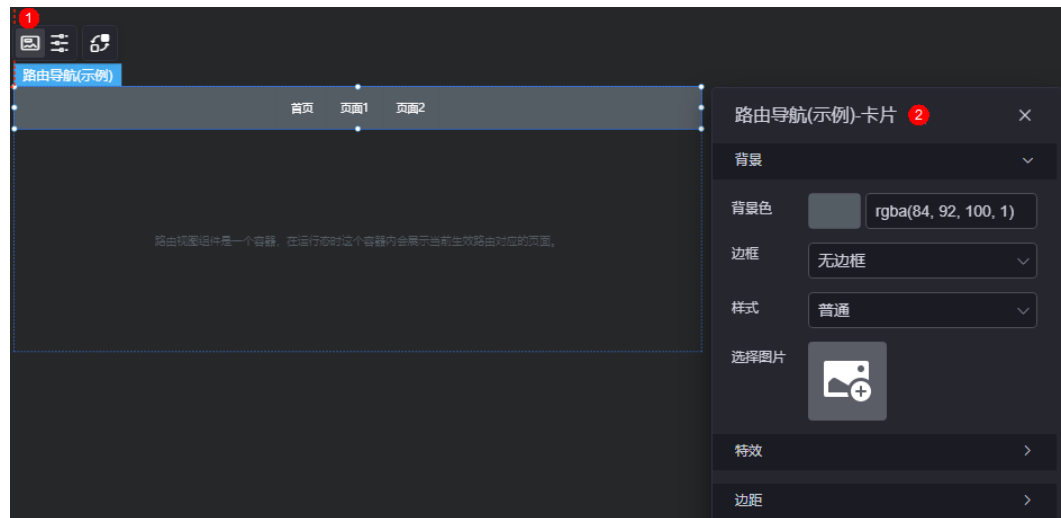 1
路由导航(示例)
首页 页面1 页面2
路由视图组件是一个容器，在运行态时这个容器内会展示当前生效路由对应的页面。
路由导航(示例)-卡片 2
背景
背景色 rgba(84, 92, 100, 1)
边框 无边框
样式 普通
选择图片
特效
边距